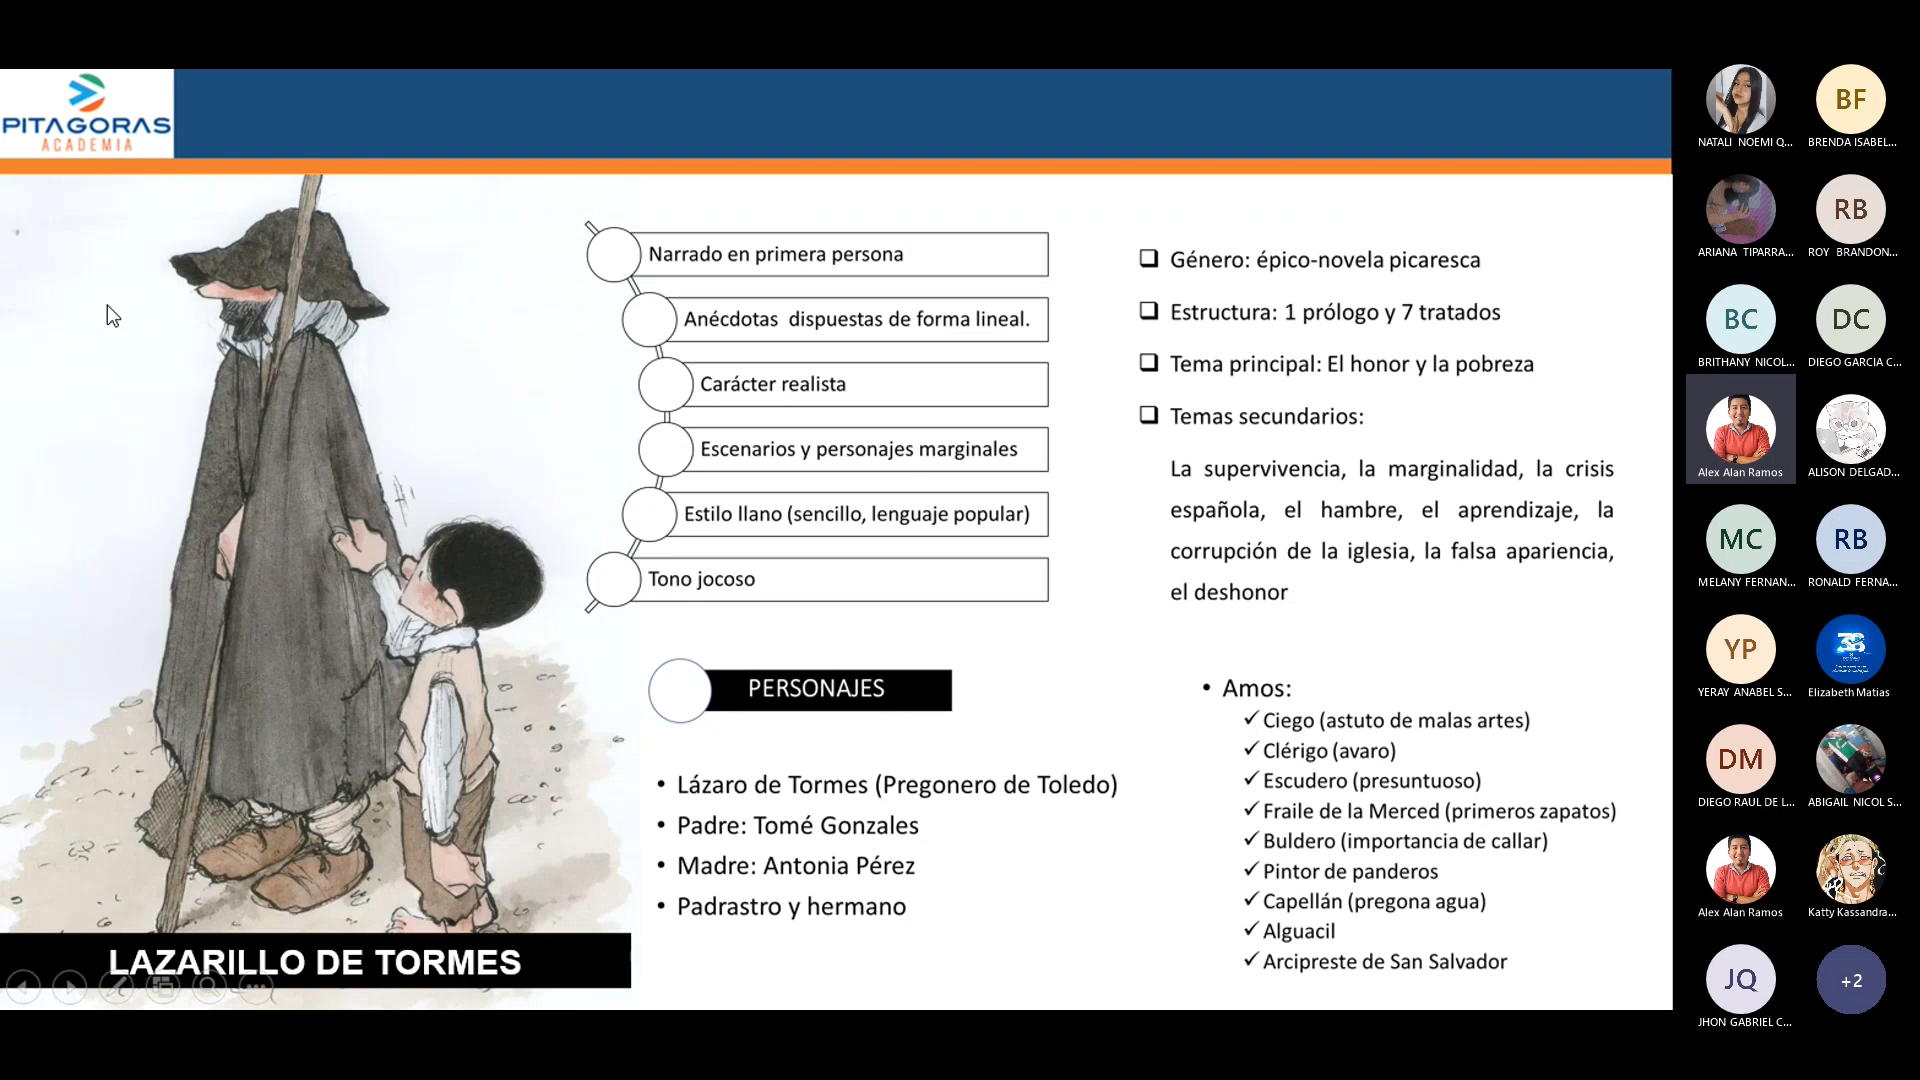 PITAGORAS
ACADEMIA
Narrado en primera persona
Anécdotas dispuestas de forma lineal.
Carácter realista
Escenarios y personajes marginales
Estilo llano (sencillo, lenguaje popular)
Tono jocoso
Género: épico-novela picaresca
Estructura: 1 prólogo y 7 tratados
Tema principal: El honor y la pobreza
Temas secundarios:
La supervivencia, la marginalidad, la crisis
española, el hambre, el aprendizaje, la
corrupción de la iglesia, la falsa apariencia,
el deshonor
PERSONAJES
• Lázaro de Tormes (Pregonero de Toledo)
• Padre: Tomé Gonzales
• Madre: Antonia Pérez
• Padrastro y hermano
• Amos:
✓ Ciego (astuto de malas artes)
✓ Clérigo (avaro)
✓ Escudero (presuntuoso)
✓ Fraile de la Merced (primeros zapatos)
✓ Buldero (importancia de callar)
✓ Pintor de panderos
✓ Capellán (pregona agua)
✓ Alguacil
✓ Arcipreste de San Salvador
LAZARILLO DE TORMES
NATALI NOEMI Q...
BF
BRENDA ISABEL...
ARIANA TIPARRA...
RB
ROY BRANDON...
BC
BRITHANY NICOL...
DC
DIEGO GARCIA C...
Alex Alan Ramos
ALISON DELGAD...
MC
MELANY FERNAN...
RB
RONALD FERNA...
YP
YERAY ANABEL S...
38
Elizabeth Matias
DM
DIEGO RAUL DE L...
ABIGAIL NICOL S...
Alex Alan Ramos
Katty Kassandra...
JQ
JHON GABRIEL C...
+2